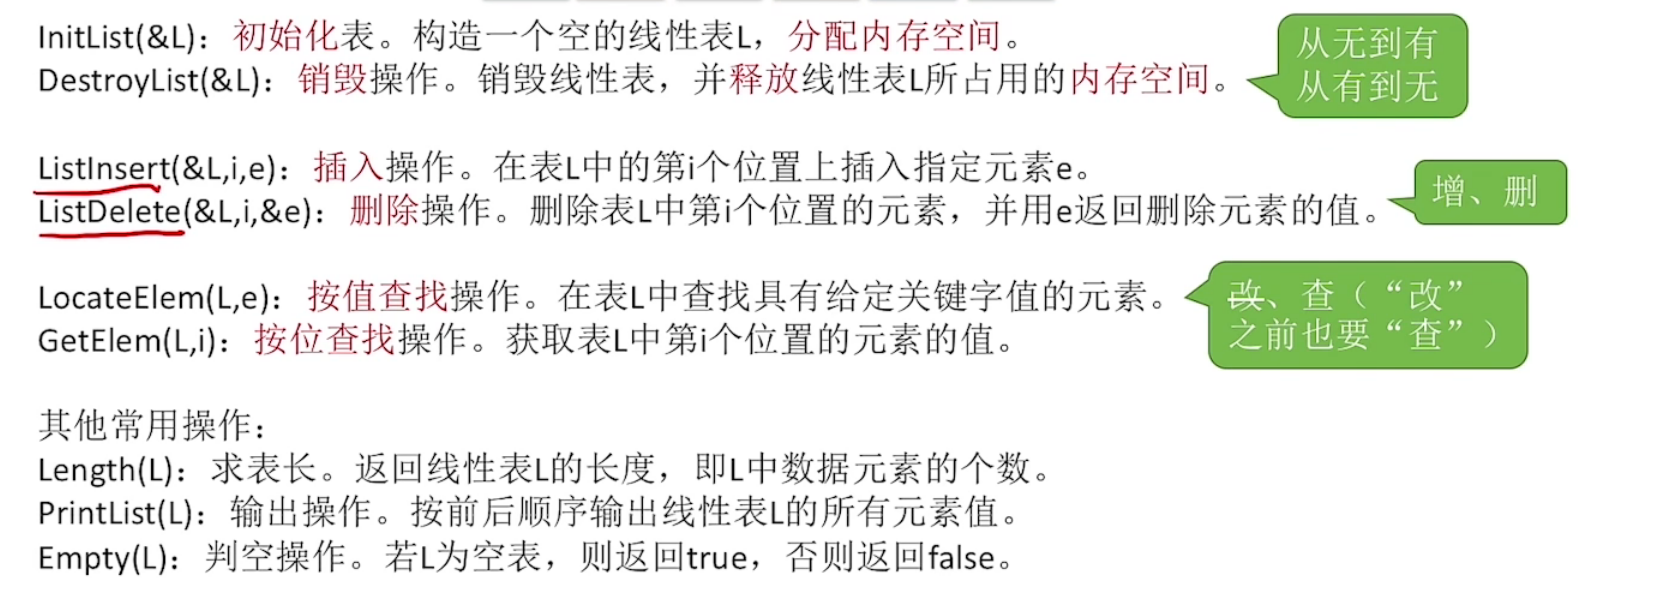 InitList(&L)：初始化表。构造一个空的线性表L，分配内存空间。
DestroyList(&L)：销毁操作。销毁线性表，并释放线性表L所占用的内存空间。
从无到有
从有到无
ListInsert(&L,i,e)：插入操作。在表L中的第i个位置上插入指定元素e。
ListDelete(&L,i,&e)：删除操作。删除表L中第i个位置的元素，并用e返回删除元素的值。
增、删
LocateElem(L,e)：按值查找操作。在表L中查找具有给定关键字值的元素。
GetElem(L,i)：按位查找操作。获取表L中第i个位置的元素的值。
改、查（“改”
之前也要“查”）
其他常用操作：
Length(L)：求表长。返回线性表L的长度，即L中数据元素的个数。
PrintList(L)：输出操作。按前后顺序输出线性表L的所有元素值。
Empty(L)：判空操作。若L为空表，则返回true，否则返回false。